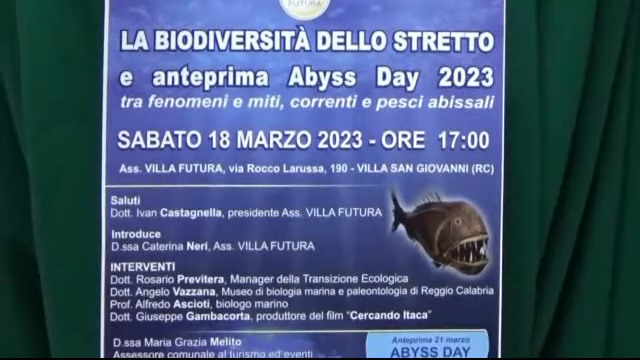 FUTURA
LA BIODIVERSITÀ DELLO STRETTO
e anteprima Abyss Day 2023
tra fenomeni e miti, correnti e pesci abissali
SABATO 18 MARZO 2023 - ORE 17:00
Ass. VILLA FUTURA, via Rocco Larussa, 190 - VILLA SAN GIOVANNI (RC)
Saluti
Dott. Ivan Castagnella, presidente Ass. VILLA FUTURA
Introduce
D.ssa Caterina Neri, Ass. VILLA FUTURA
INTERVENTI
Dott. Rosario Previtera, Manager della Transizione Ecologica
Dott. Angelo Vazzana, Museo di biologia marina e paleontologia di Reggio Calabria
Prof. Alfredo Ascioti, biologo marino
Dott. Giuseppe Gambacorta, produttore del film “Cercando Itaca”
D.ssa Maria Grazia Melito
Assessore comunale al turismo ed eventi
Anteprima 21 marzo
ABYSS DAY